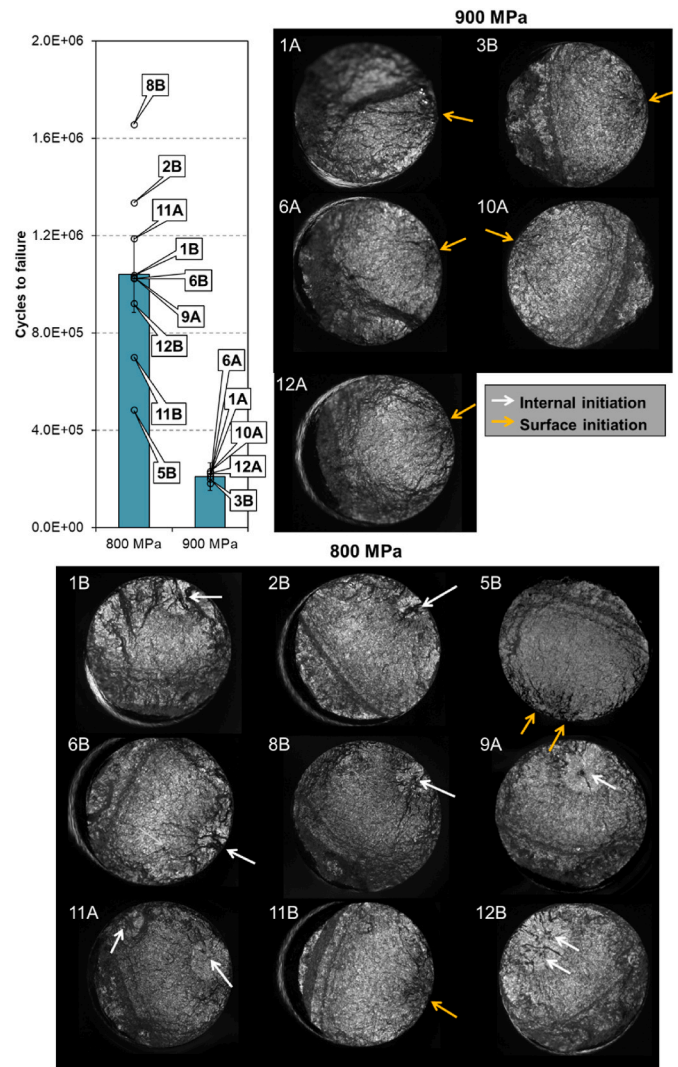 2.0E+06
1.6E+06
1.2E+06
8.0E+05
4.0E+05
0.0E+00
Cycles to failure
8B
2B
11A
1B
6B
9A
12B
11B
5B
6A
1A
10A
12A
3B
800 MPa
900 MPa
900 MPa
1A
3B
6A
10A
12A
Internal initiation
Surface initiation
800 MPa
1B
2B
5B
6B
8B
9A
11A
11B
12B